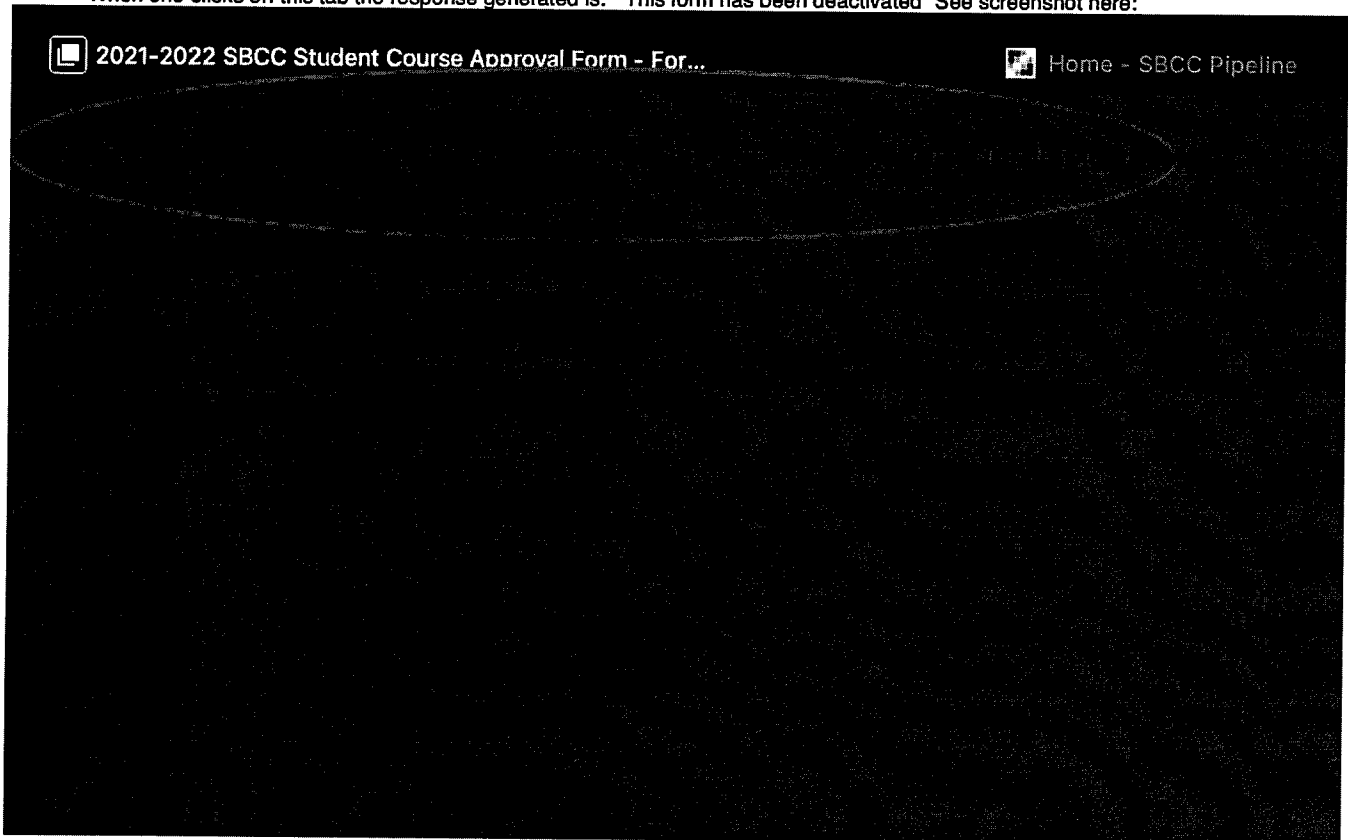 When one clicks on this tab the response generated is: "This form has been deactivated" See screenshot here:
2021-2022 SBCC Student Course Approval Form - For...
Home - SBCC Pipeline